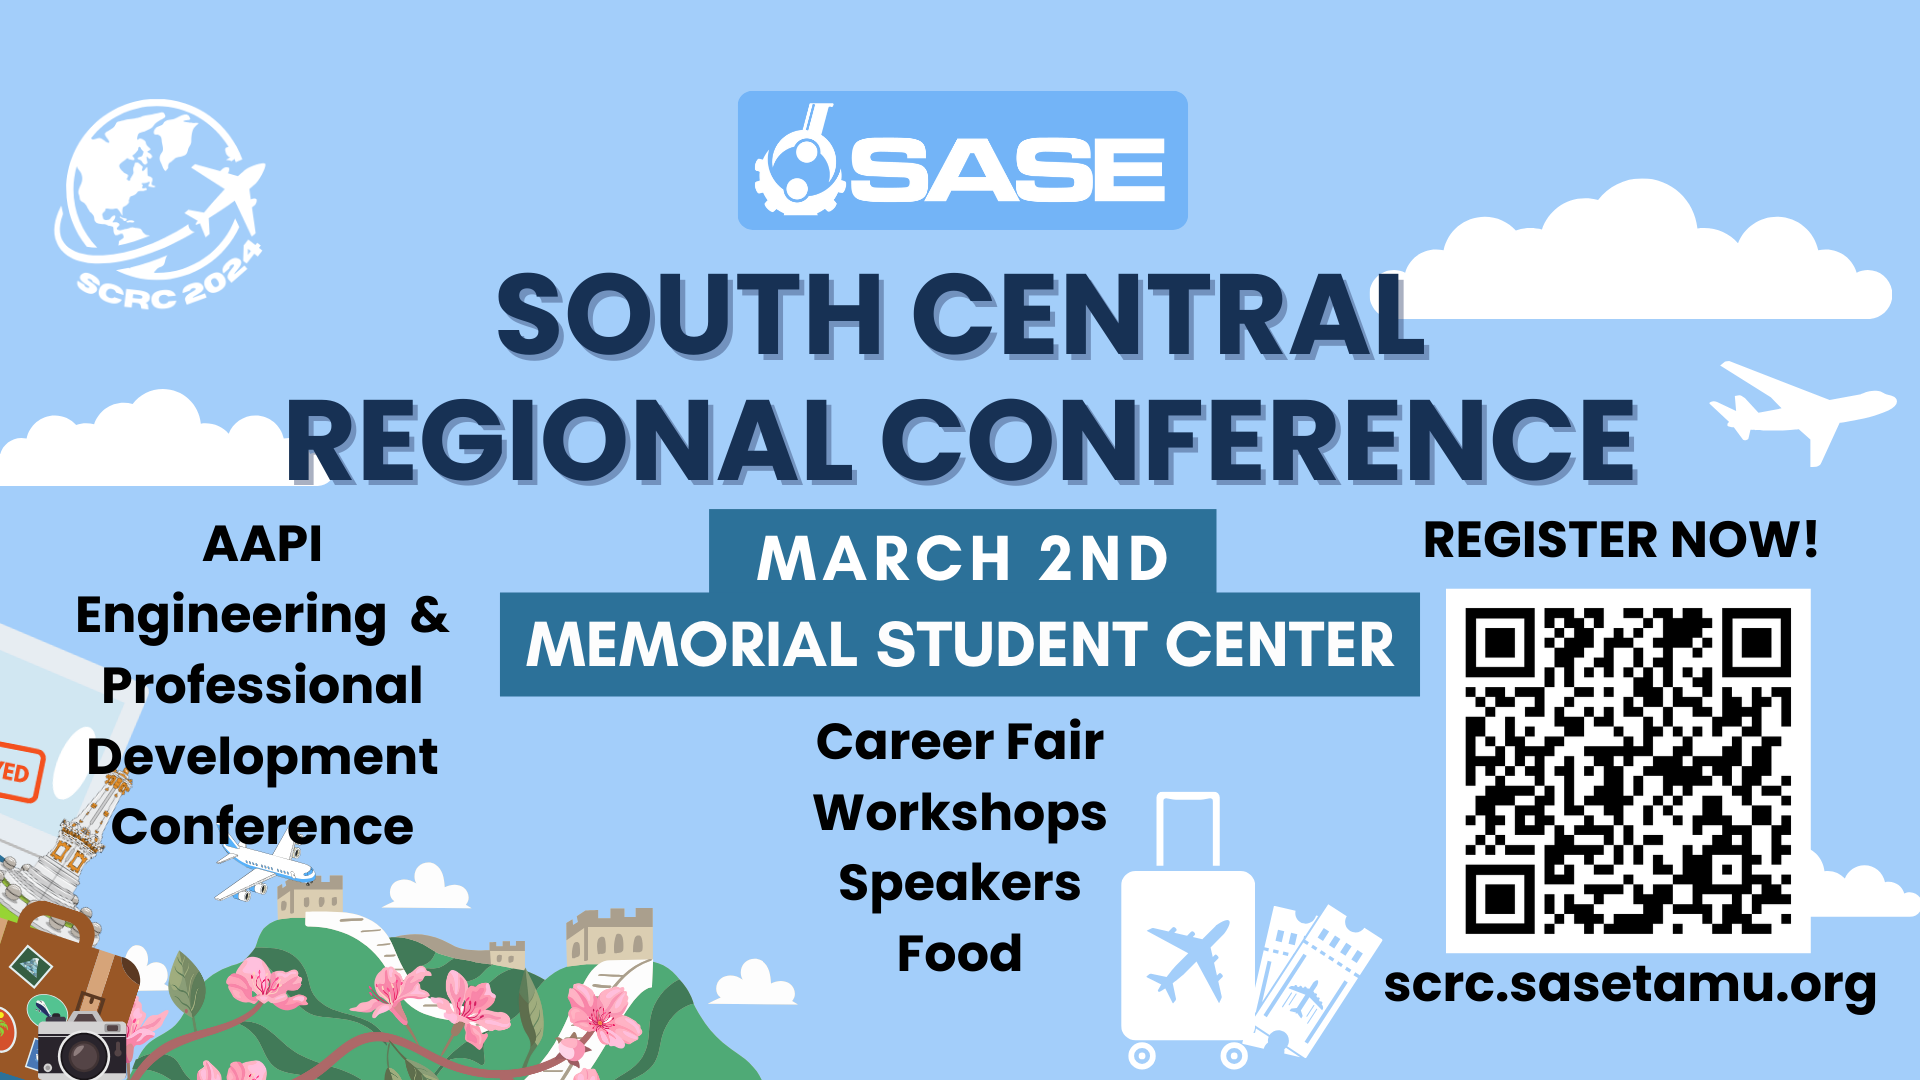 SASE
SCRC 2024
SOUTH CENTRAL
REGIONAL CONFERENCE
AAPI
Engineering &
Professional
Development
Conference
MARCH 2ND
MEMORIAL STUDENT CENTER
Career Fair
Workshops
Speakers
Food
REGISTER NOW!
scrc.sasetamu.org
VED